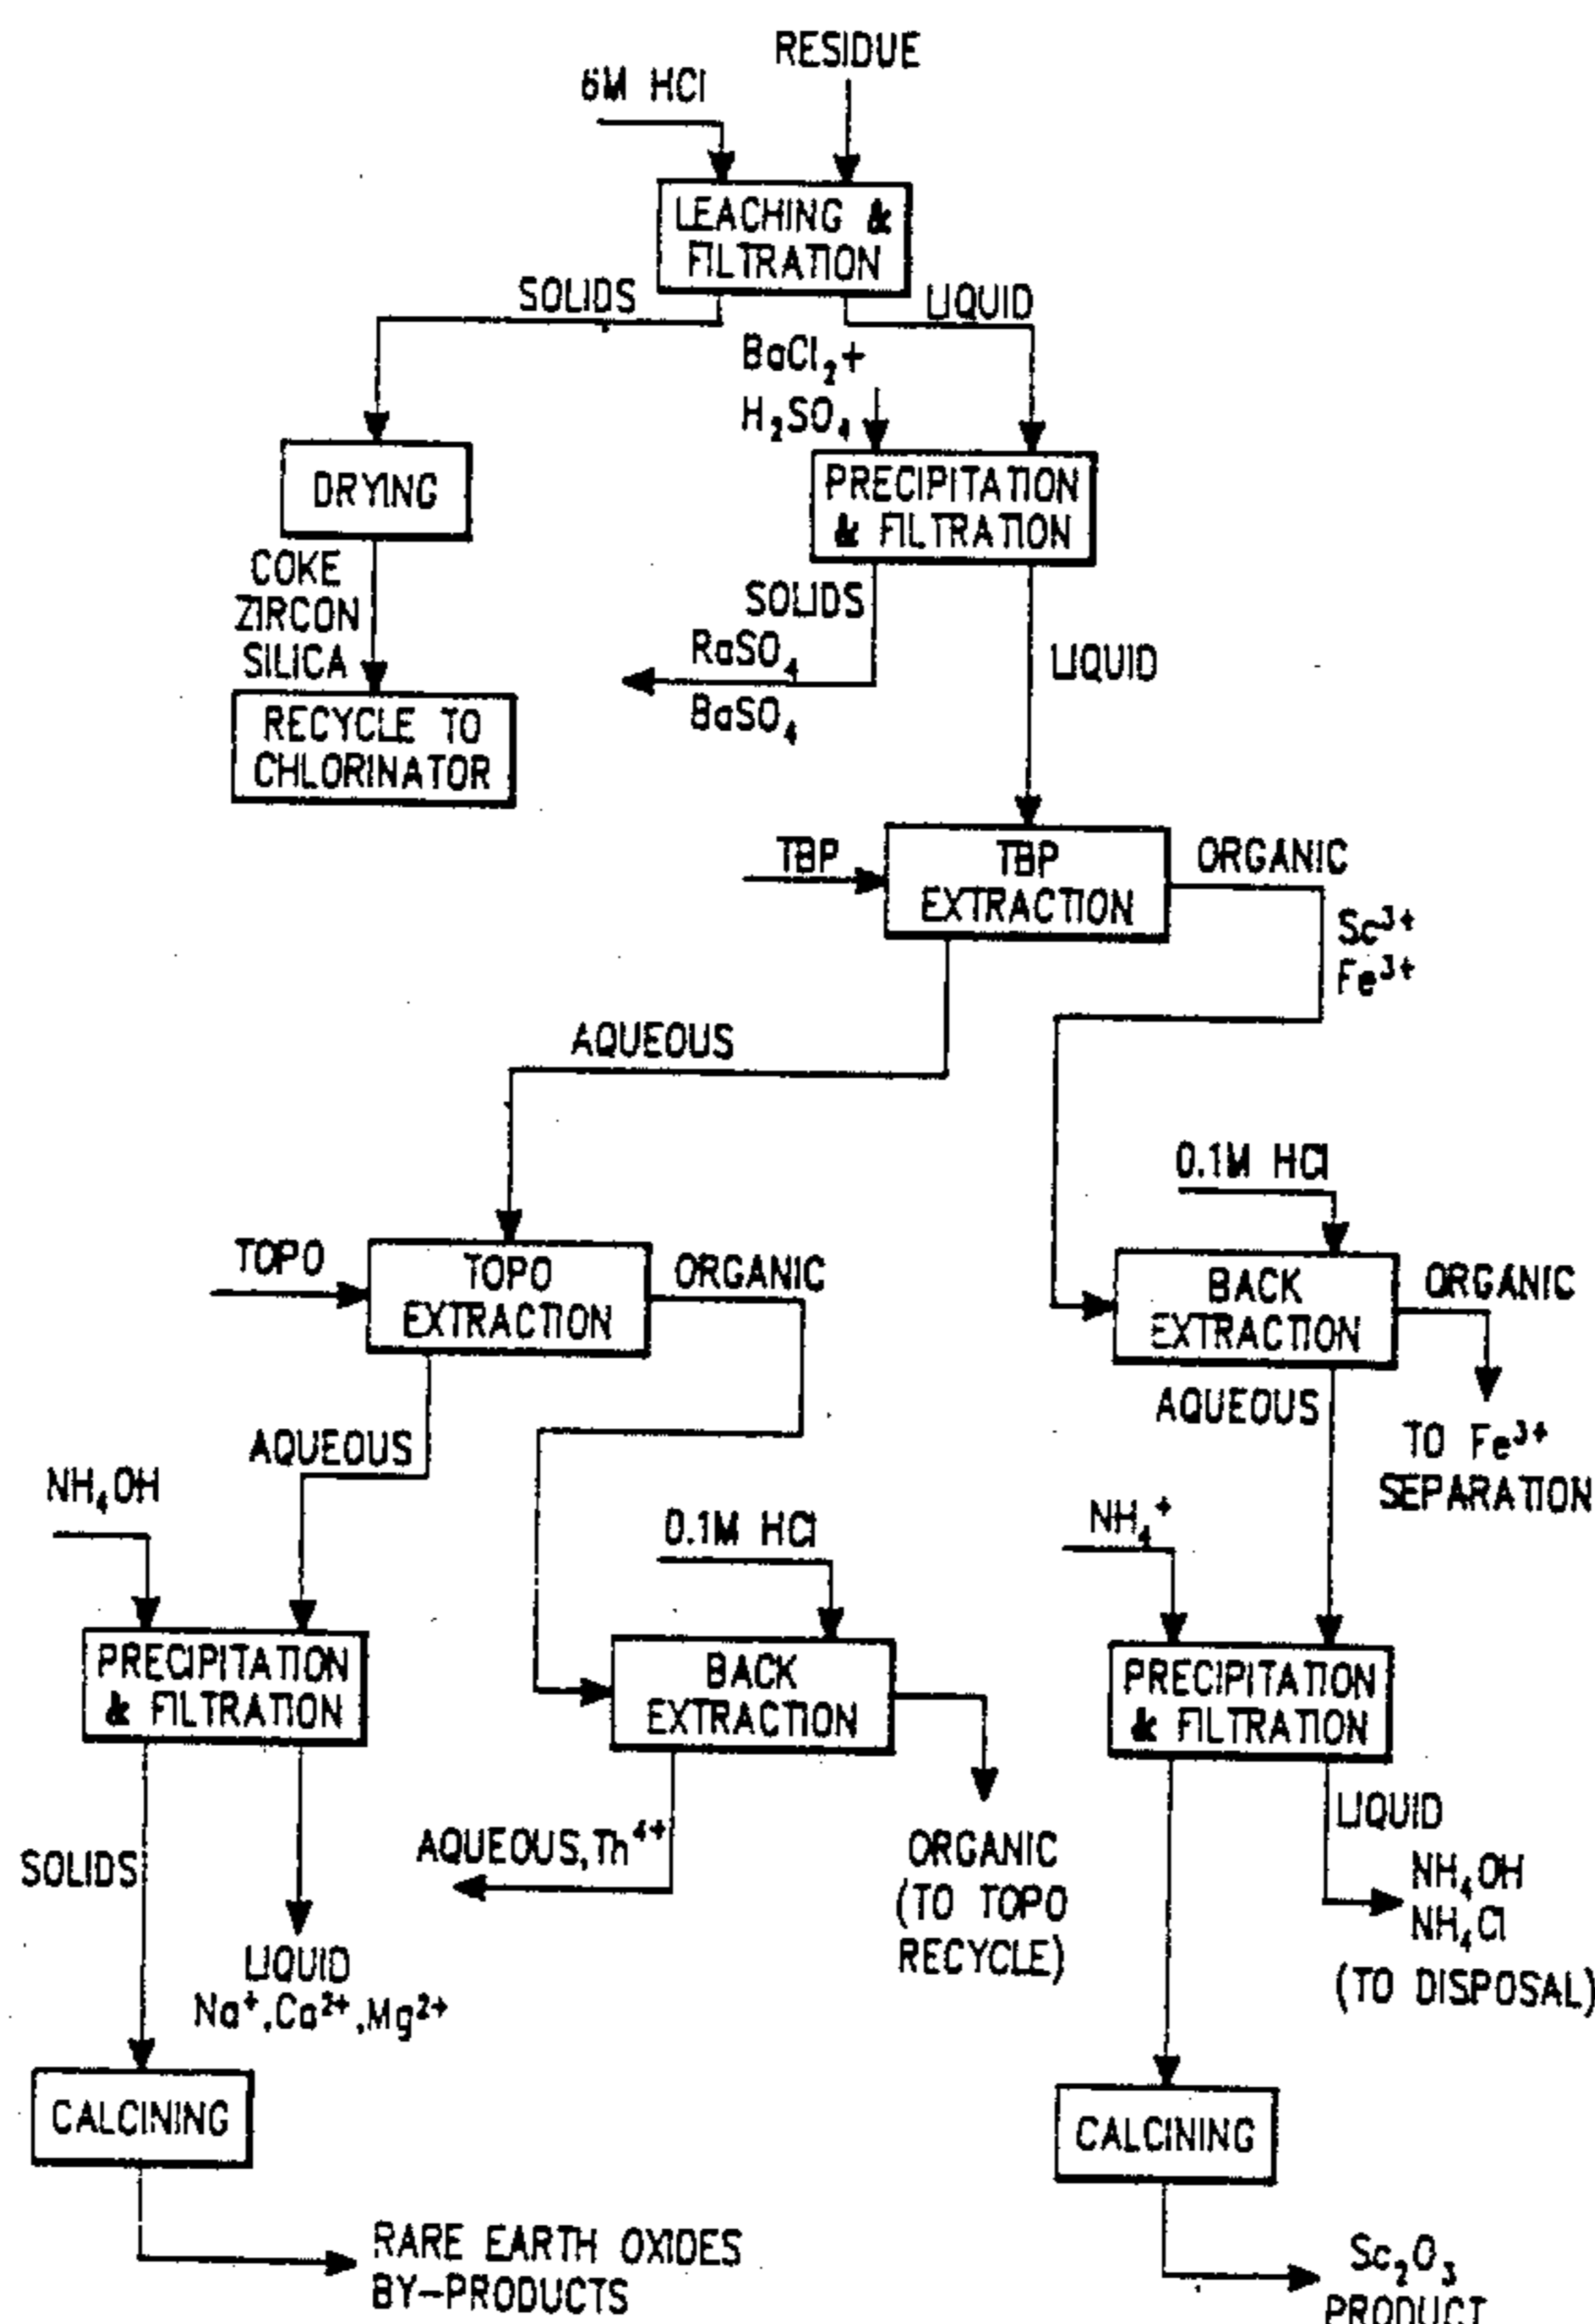 RESIDUE
6M HCl
LEACHING &
FILTRATION
SOLIDS
LIQUID
BaCl₂+
H₂SO₄
DRYING
PRECIPITATION
& FILTRATION
COKE
ZIRCON
SILICA
SOLIDS
RaSO₄
BaSO₄
LIQUID
RECYCLE TO
CHLORINATOR
TBP
TBP
EXTRACTION
ORGANIC
Sc³⁺
Fe³⁺
AQUEOUS
0.1M HCl
TOPO
TOPO
EXTRACTION
ORGANIC
BACK
EXTRACTION
ORGANIC
AQUEOUS
TO Fe³⁺
SEPARATION
AQUEOUS
NH₄OH
0.1M HCl
NH₄⁺
PRECIPITATION
& FILTRATION
BACK
EXTRACTION
PRECIPITATION
& FILTRATION
SOLIDS
AQUEOUS,Th⁴⁺
ORGANIC
(TO TOPO
RECYCLE)
LIQUID
NH₄OH
NH₄Cl
(TO DISPOSAL)
LIQUID
Na⁺,Ca²⁺,Mg²⁺
CALCINING
CALCINING
RARE EARTH OXIDES
BY-PRODUCTS
Sc₂O₃
PRODUCT